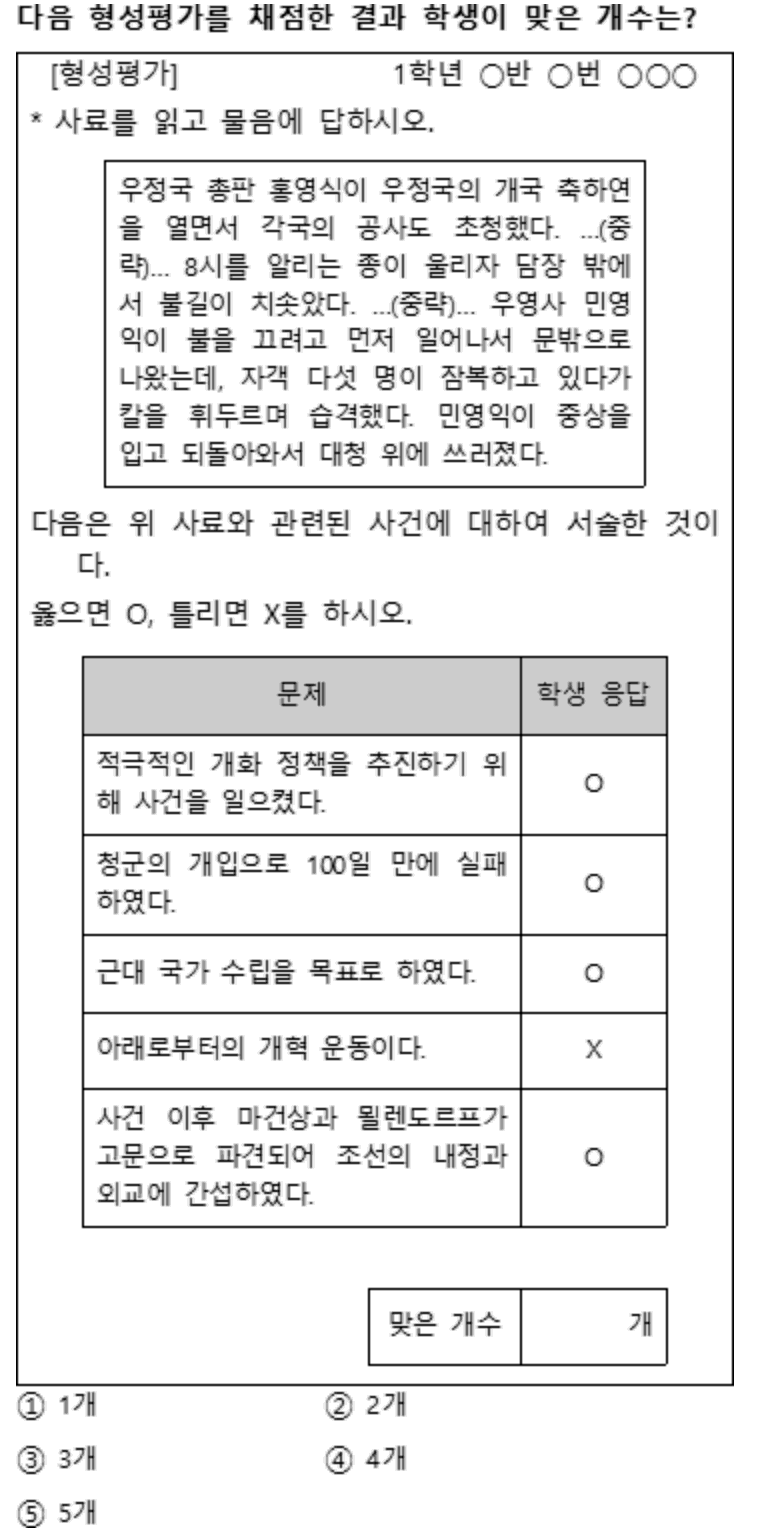 다음 형성평가를 채점한 결과 학생이 맞은 개수는?
[형성평가] 1학년 ○반 ○번 ○○○
* 사료를 읽고 물음에 답하시오.
우정국 총판 홍영식이 우정국의 개국 축하연
을 열면서 각국의 공사도 초청했다. ...(중
략)... 8시를 알리는 종이 울리자 담장 밖에
서 불길이 치솟았다. ...(중략)... 우영사 민영
익이 불을 끄려고 먼저 일어나서 문밖으로
나왔는데, 자객 다섯 명이 잠복하고 있다가
칼을 휘두르며 습격했다. 민영익이 중상을
입고 되돌아와서 대청 위에 쓰러졌다.
다음은 위 사료와 관련된 사건에 대하여 서술한 것이
다.
옳으면 O, 틀리면 X를 하시오.
문제 학생 응답
적극적인 개화 정책을 추진하기 위
해 사건을 일으켰다.
O
청군의 개입으로 100일 만에 실패
하였다.
O
근대 국가 수립을 목표로 하였다. O
아래로부터의 개혁 운동이다. X
사건 이후 마건상과 묄렌도르프가
고문으로 파견되어 조선의 내정과
외교에 간섭하였다.
O
맞은 개수 개
① 1개 ② 2개
③ 3개 ④ 4개
⑤ 5개